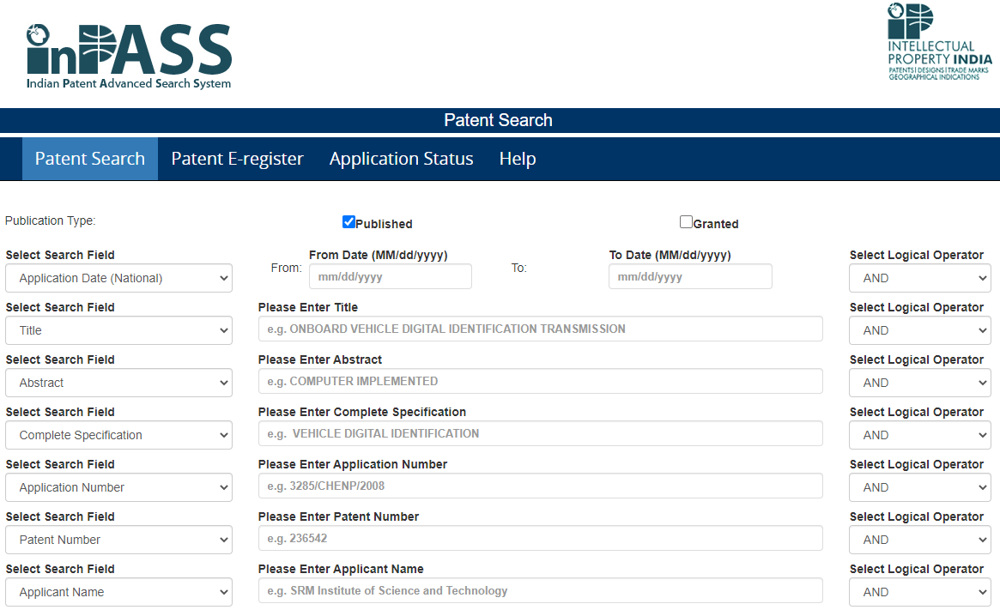 inPASS
Indian Patent Advanced Search System
INTELLECTUAL
PROPERTY INDIA
PATENTS | DESIGNS | TRADE MARKS
GEOGRAPHICAL INDICATIONS
Patent Search
Patent Search Patent E-register Application Status Help
Publication Type: Published Granted
Select Search Field From Date (MM/dd/yyyy) To Date (MM/dd/yyyy) Select Logical Operator
Application Date (National) From: mm/dd/yyyy To: mm/dd/yyyy AND
Select Search Field Please Enter Title Select Logical Operator
Title e.g. ONBOARD VEHICLE DIGITAL IDENTIFICATION TRANSMISSION AND
Select Search Field Please Enter Abstract Select Logical Operator
Abstract e.g. COMPUTER IMPLEMENTED AND
Select Search Field Please Enter Complete Specification Select Logical Operator
Complete Specification e.g. VEHICLE DIGITAL IDENTIFICATION AND
Select Search Field Please Enter Application Number Select Logical Operator
Application Number e.g. 3285/CHENP/2008 AND
Select Search Field Please Enter Patent Number Select Logical Operator
Patent Number e.g. 236542 AND
Select Search Field Please Enter Applicant Name Select Logical Operator
Applicant Name e.g. SRM Institute of Science and Technology AND